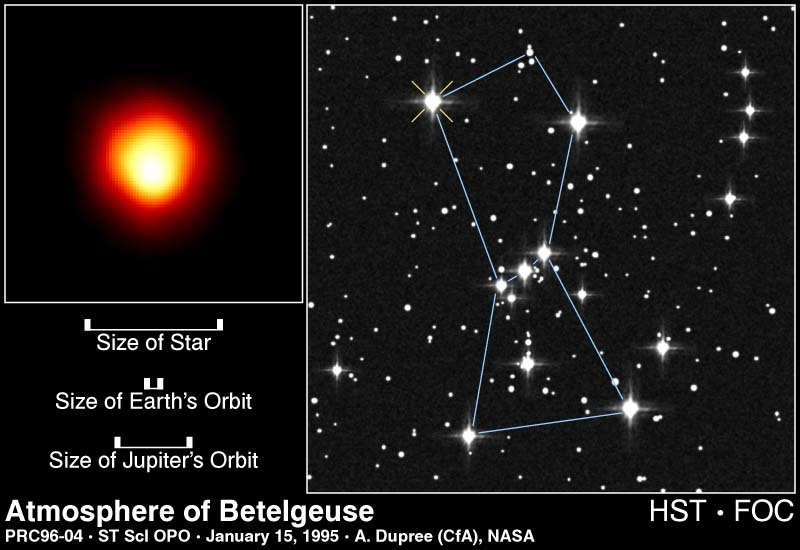 Size of Star
Size of Earth's Orbit
Size of Jupiter's Orbit
Atmosphere of Betelgeuse
HST • FOC
PRC96-04 • ST ScI OPO • January 15, 1995 • A. Dupree (CfA), NASA